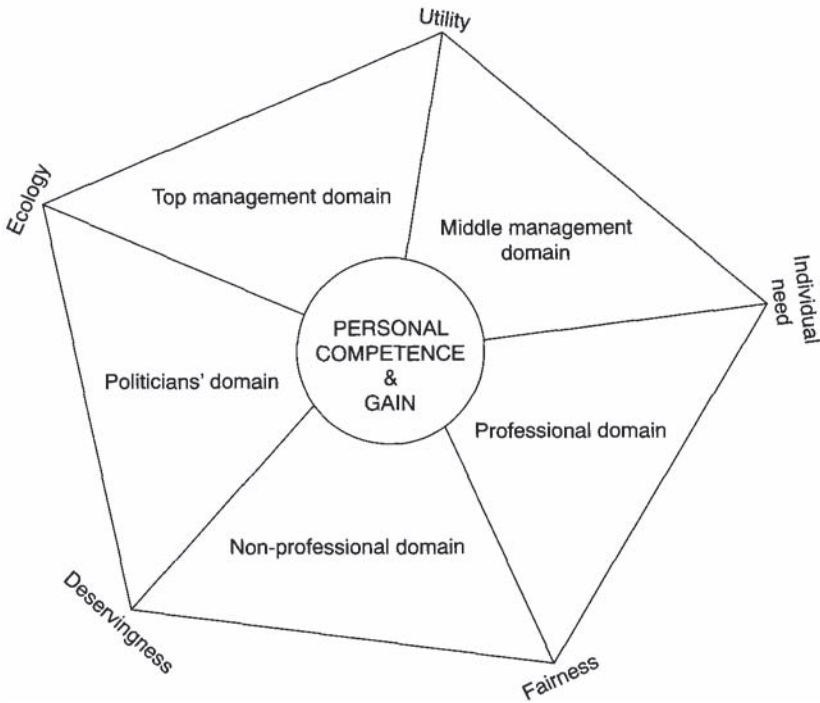 Utility
Ecology
Top management domain
Middle management
domain
Individual
need
PERSONAL
COMPETENCE
&
GAIN
Politicians' domain
Professional domain
Non-professional domain
Deservingness
Fairness